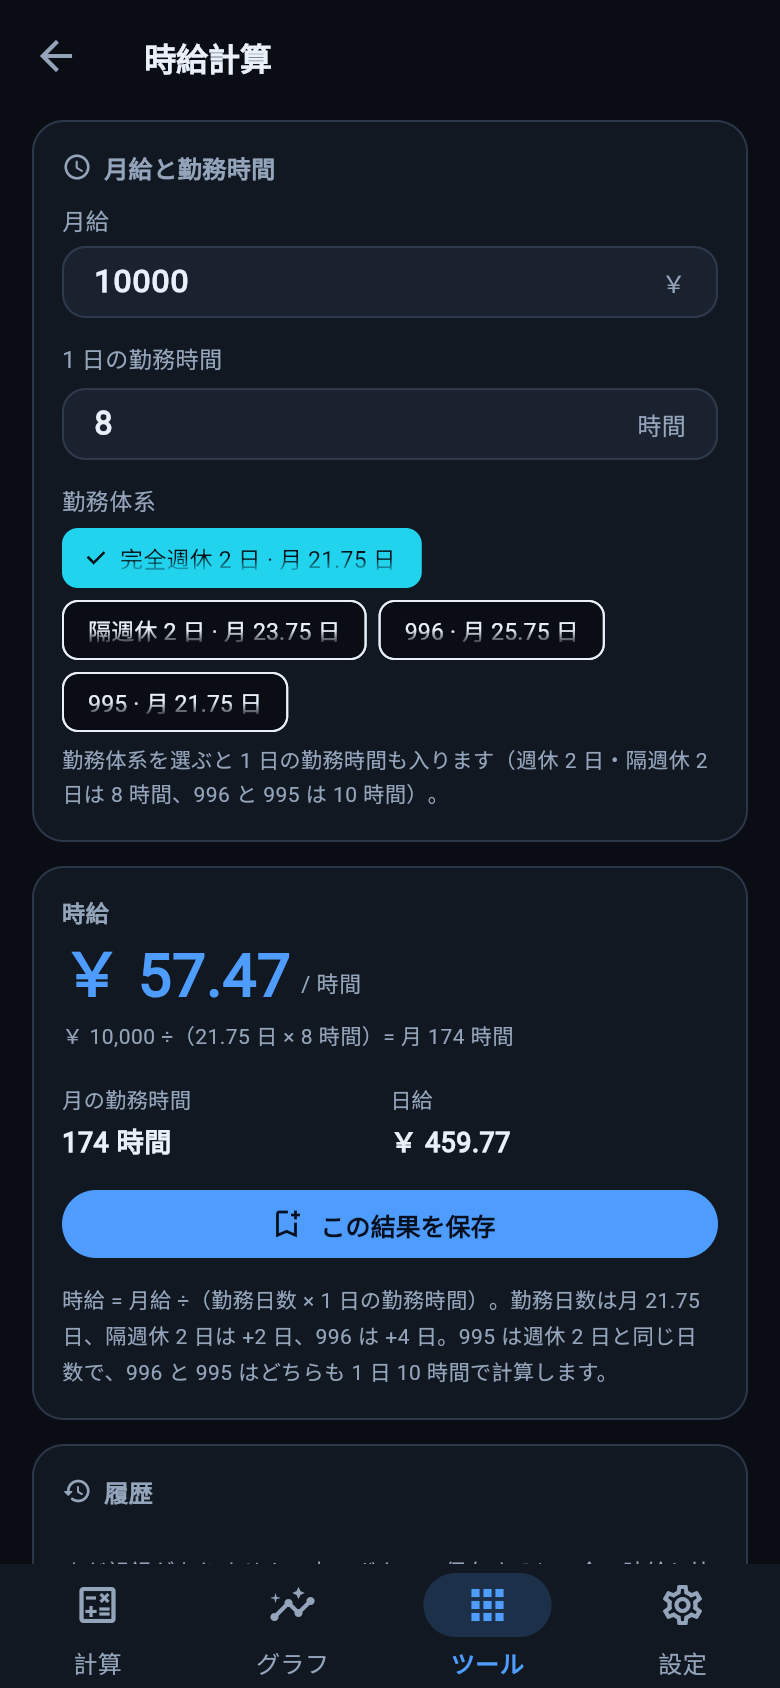 時給計算
月給と勤務時間
月給
10000 ¥
1 日の勤務時間
8 時間
勤務体系
完全週休 2 日 · 月 21.75 日
隔週休 2 日 · 月 23.75 日
996 · 月 25.75 日
995 · 月 21.75 日
勤務体系を選ぶと 1 日の勤務時間も入ります（週休 2 日・隔週休 2
日は 8 時間、996 と 995 は 10 時間）。
時給
¥ 57.47 / 時間
¥ 10,000 ÷（21.75 日 × 8 時間）= 月 174 時間
月の勤務時間
174 時間
日給
¥ 459.77
この結果を保存
時給 = 月給 ÷（勤務日数 × 1 日の勤務時間）。勤務日数は月 21.75
日、隔週休 2 日は +2 日、996 は +4 日。995 は週休 2 日と同じ日
数で、996 と 995 はどちらも 1 日 10 時間で計算します。
履歴
計算
グラフ
ツール
設定